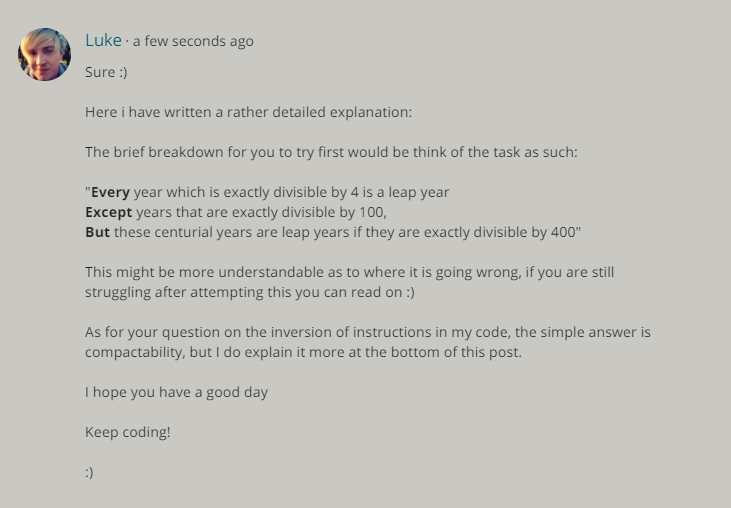 Luke · a few seconds ago
Sure :)
Here i have written a rather detailed explanation:
The brief breakdown for you to try first would be think of the task as such:
"Every year which is exactly divisible by 4 is a leap year
Except years that are exactly divisible by 100,
But these centurial years are leap years if they are exactly divisible by 400"
This might be more understandable as to where it is going wrong, if you are still
struggling after attempting this you can read on :)
As for your question on the inversion of instructions in my code, the simple answer is
compactability, but I do explain it more at the bottom of this post.
I hope you have a good day
Keep coding!
:)